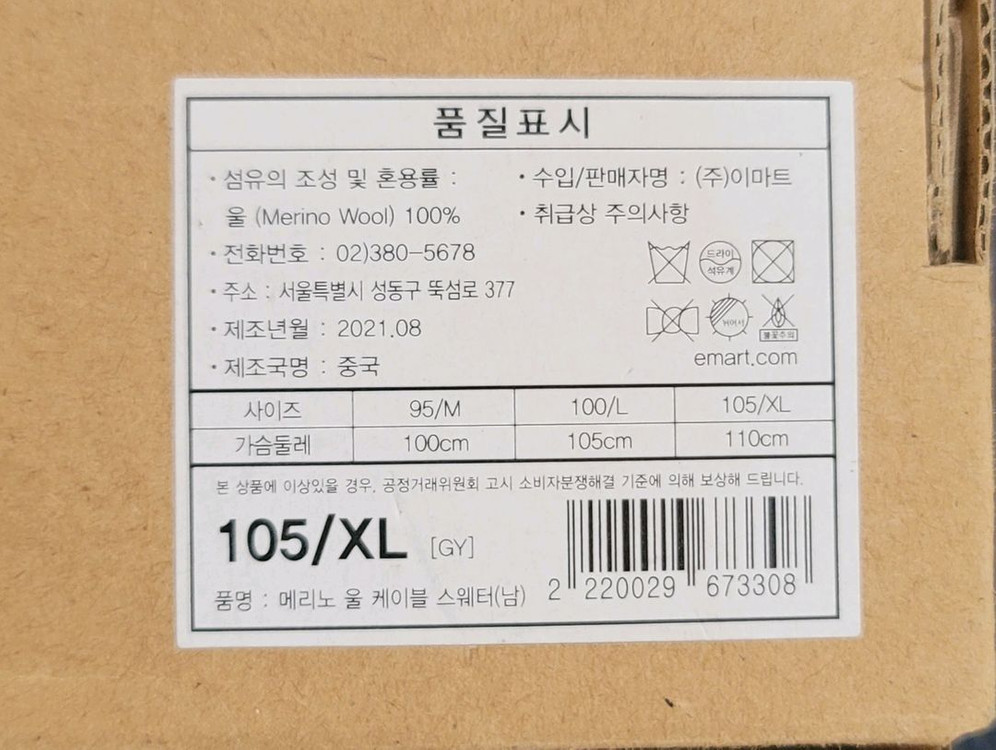 품질표시
· 섬유의 조성 및 혼용률 :
울 (Merino Wool) 100%
· 전화번호 : 02)380-5678
· 주소 : 서울특별시 성동구 뚝섬로 377
· 제조년월 : 2021.08
· 제조국명 : 중국
· 수입/판매자명 : (주)이마트
· 취급상 주의사항
드라이
석유계
뉘어서
불꽃주의
emart.com
사이즈 95/M 100/L 105/XL
가슴둘레 100cm 105cm 110cm
본 상품에 이상있을 경우, 공정거래위원회 고시 소비자분쟁해결 기준에 의해 보상해 드립니다.
105/XL [GY]
품명 : 메리노 울 케이블 스웨터(남)
2 220029 673308